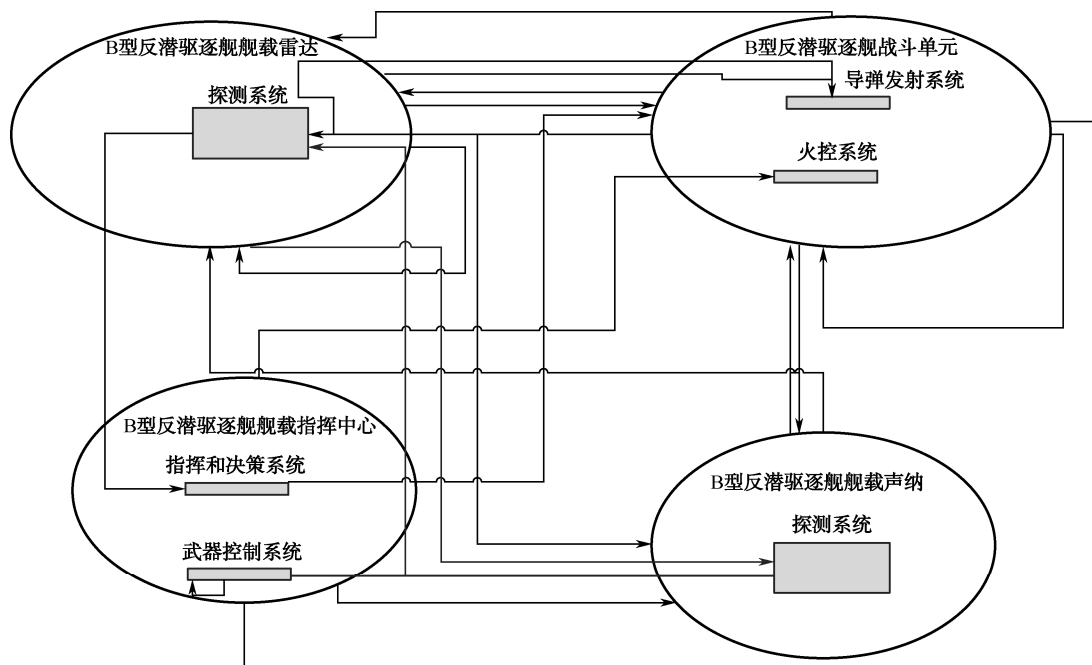 B型反潜驱逐舰舰载雷达
探测系统
B型反潜驱逐舰战斗单元
导弹发射系统
火控系统
B型反潜驱逐舰舰载指挥中心
指挥和决策系统
武器控制系统
B型反潜驱逐舰舰载声纳
探测系统